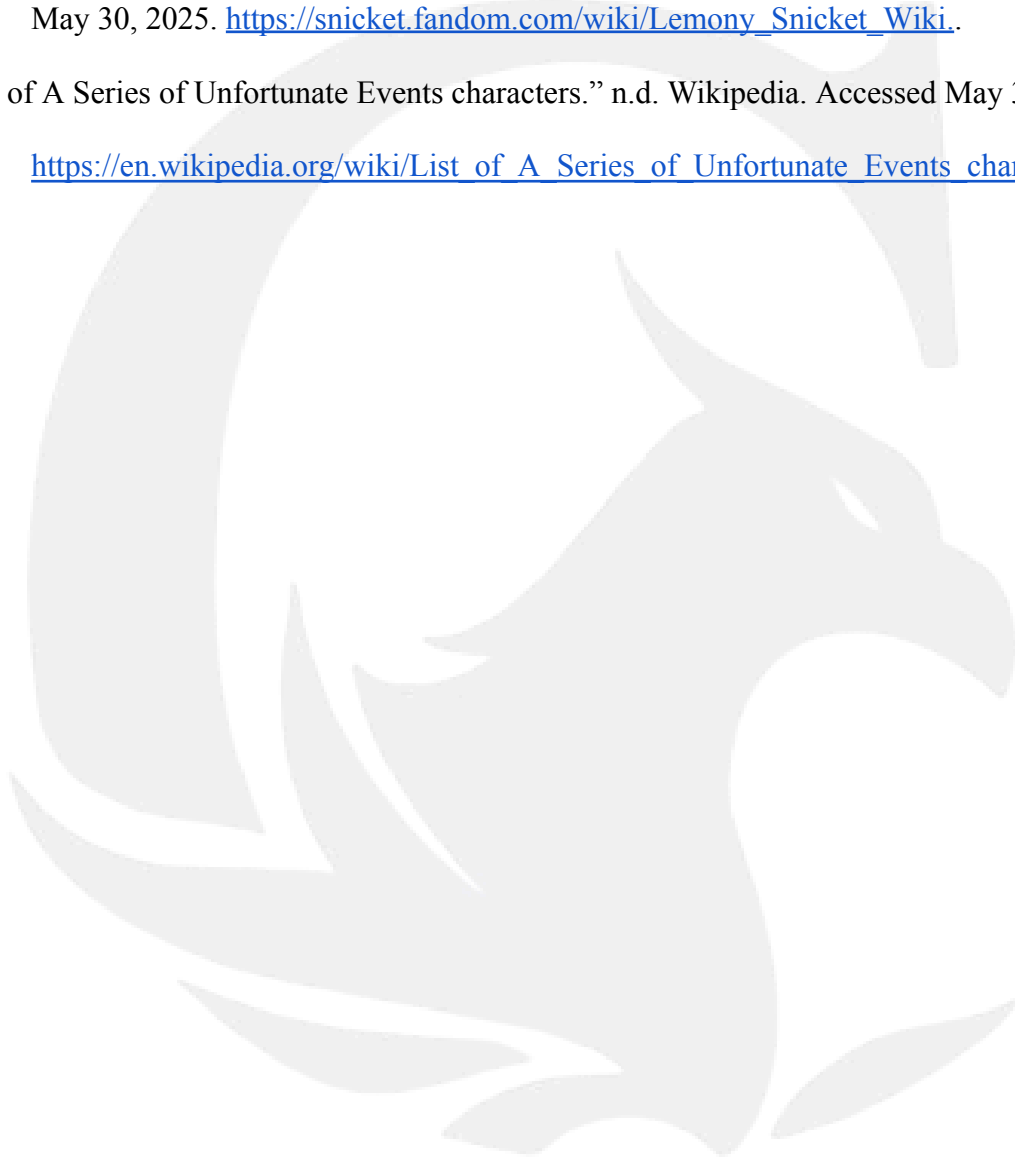 May 30, 2025. https://snicket.fandom.com/wiki/Lemony_Snicket_Wiki..
of A Series of Unfortunate Events characters.” n.d. Wikipedia. Accessed May
https://en.wikipedia.org/wiki/List_of_A_Series_of_Unfortunate_Events_char